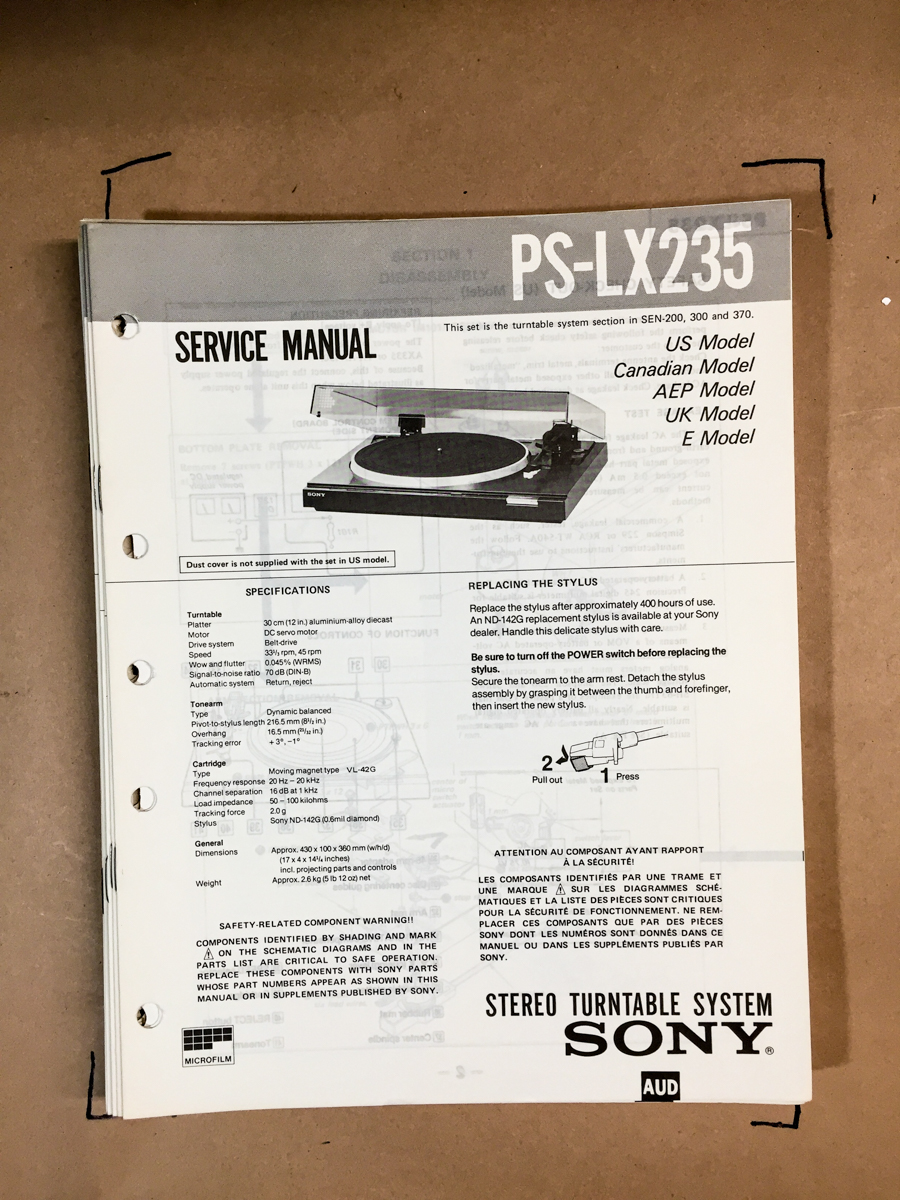 PS-LX235
This set is the turntable system section in SEN-200, 300 and 370.
SERVICE MANUAL
US Model
Canadian Model
AEP Model
UK Model
E Model
SONY
Dust cover is not supplied with the set in US model.
SPECIFICATIONS
Turntable
Platter 30 cm (12 in.) aluminium-alloy diecast
Motor DC servo motor
Drive system Belt-drive
Speed 33⅓ rpm, 45 rpm
Wow and flutter 0.045% (WRMS)
Signal-to-noise ratio 70 dB (DIN-B)
Automatic system Return, reject
Tonearm
Type Dynamic balanced
Pivot-to-stylus length 216.5 mm (8½ in.)
Overhang 16.5 mm (²¹/₃₂ in.)
Tracking error +3°, −1°
Cartridge
Type Moving magnet type VL-42G
Frequency response 20 Hz – 20 kHz
Channel separation 16 dB at 1 kHz
Load impedance 50 – 100 kilohms
Tracking force 2.0 g
Stylus Sony ND-142G (0.6mil diamond)
General
Dimensions Approx. 430 x 100 x 360 mm (w/h/d)
(17 x 4 x 14¼ inches)
incl. projecting parts and controls
Weight Approx. 2.6 kg (5 lb 12 oz) net
SAFETY-RELATED COMPONENT WARNING!!
COMPONENTS IDENTIFIED BY SHADING AND MARK
⚠ ON THE SCHEMATIC DIAGRAMS AND IN THE
PARTS LIST ARE CRITICAL TO SAFE OPERATION.
REPLACE THESE COMPONENTS WITH SONY PARTS
WHOSE PART NUMBERS APPEAR AS SHOWN IN THIS
MANUAL OR IN SUPPLEMENTS PUBLISHED BY SONY.
MICROFILM
REPLACING THE STYLUS
Replace the stylus after approximately 400 hours of use.
An ND-142G replacement stylus is available at your Sony
dealer. Handle this delicate stylus with care.
Be sure to turn off the POWER switch before replacing the
stylus.
Secure the tonearm to the arm rest. Detach the stylus
assembly by grasping it between the thumb and forefinger,
then insert the new stylus.
2
Pull out
1 Press
ATTENTION AU COMPOSANT AYANT RAPPORT
À LA SÉCURITÉ!
LES COMPOSANTS IDENTIFIÉS PAR UNE TRAME ET
UNE MARQUE ⚠ SUR LES DIAGRAMMES SCHÉ-
MATIQUES ET LA LISTE DES PIÈCES SONT CRITIQUES
POUR LA SÉCURITÉ DE FONCTIONNEMENT. NE REM-
PLACER CES COMPOSANTS QUE PAR DES PIÈCES
SONY DONT LES NUMÉROS SONT DONNÉS DANS CE
MANUEL OU DANS LES SUPPLÉMENTS PUBLIÉS PAR
SONY.
STEREO TURNTABLE SYSTEM
SONY®
AUD